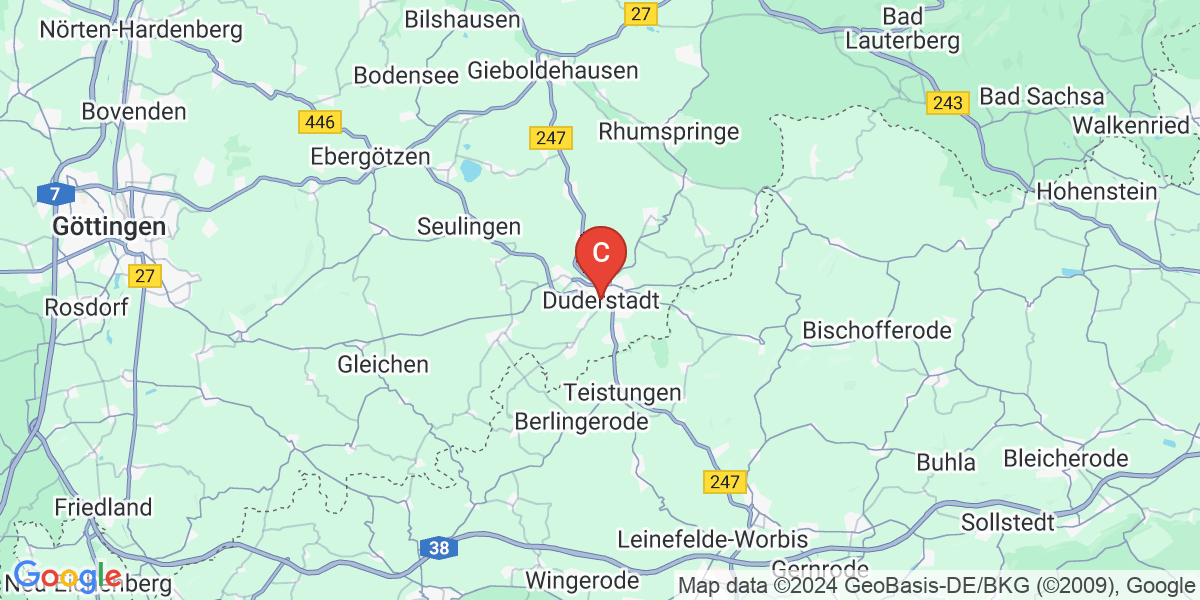 Nörten-Hardenberg
Bilshausen
27
Bad
Lauterberg
Bodensee
Gieboldehausen
Bovenden
446
247
Rhumspringe
243
Bad Sachsa
Walkenried
Ebergötzen
7
Göttingen
Seulingen
Hohenstein
C
27
Rosdorf
Duderstadt
Bischofferode
Gleichen
Teistungen
Berlingerode
247
Buhla
Bleicherode
Friedland
38
Leinefelde-Worbis
Sollstedt
Wingerode
Gernrode
Google
Map data ©2024 GeoBasis-DE/BKG (©2009), Google